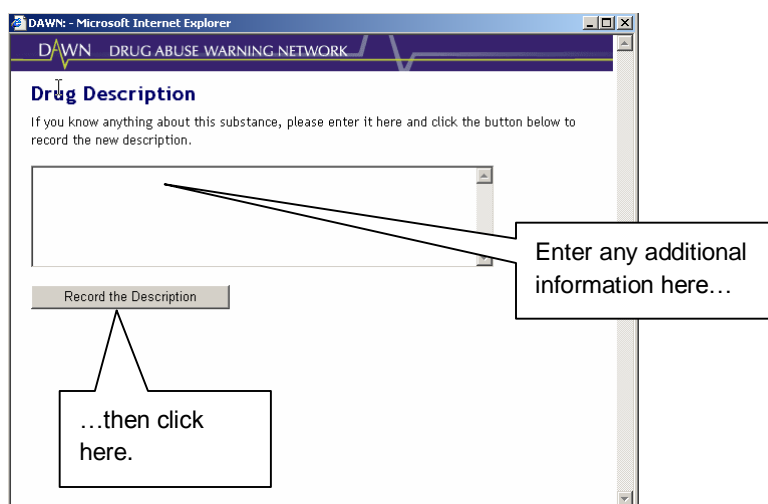 DAWN: - Microsoft Internet Explorer
DAWN DRUG ABUSE WARNING NETWORK
Drug Description
If you know anything about this substance, please enter it here and click the button below to
record the new description.
Enter any additional
information here…
Record the Description
…then click
here.